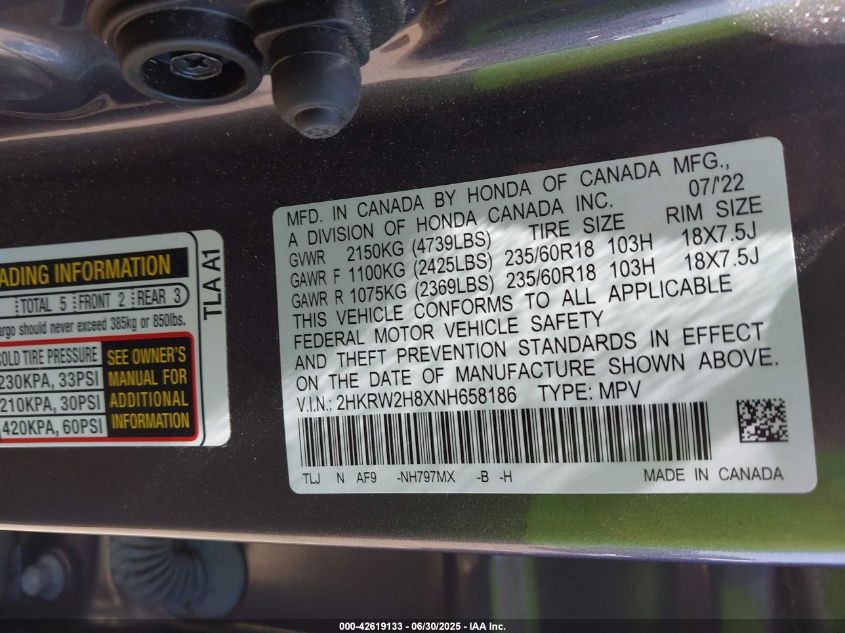 MFD. IN CANADA BY HONDA OF CANADA MFG.,
A DIVISION OF HONDA CANADA INC. 07/'22
GVWR 2150KG (4739LBS) TIRE SIZE RIM SIZE
GAWR F 1100KG (2425LBS) 235/60R18 103H 18X7.5J
GAWR R 1075KG (2369LBS) 235/60R18 103H 18X7.5J
THIS VEHICLE CONFORMS TO ALL APPLICABLE
FEDERAL MOTOR VEHICLE SAFETY
AND THEFT PREVENTION STANDARDS IN EFFECT
ON THE DATE OF MANUFACTURE SHOWN ABOVE.
V.I.N.: 2HKRW2H8XNH658186 TYPE: MPV
TLJ N AF9 -NH797MX -B -H MADE IN CANADA
ADING INFORMATION
TOTAL 5 FRONT 2 REAR 3
argo should never exceed 385kg or 850lbs.
OLD TIRE PRESSURE
230KPA, 33PSI
210KPA, 30PSI
420KPA, 60PSI
SEE OWNER'S
MANUAL FOR
ADDITIONAL
INFORMATION
TLA A1
000-42619133 - 06/30/2025 - IAA Inc.